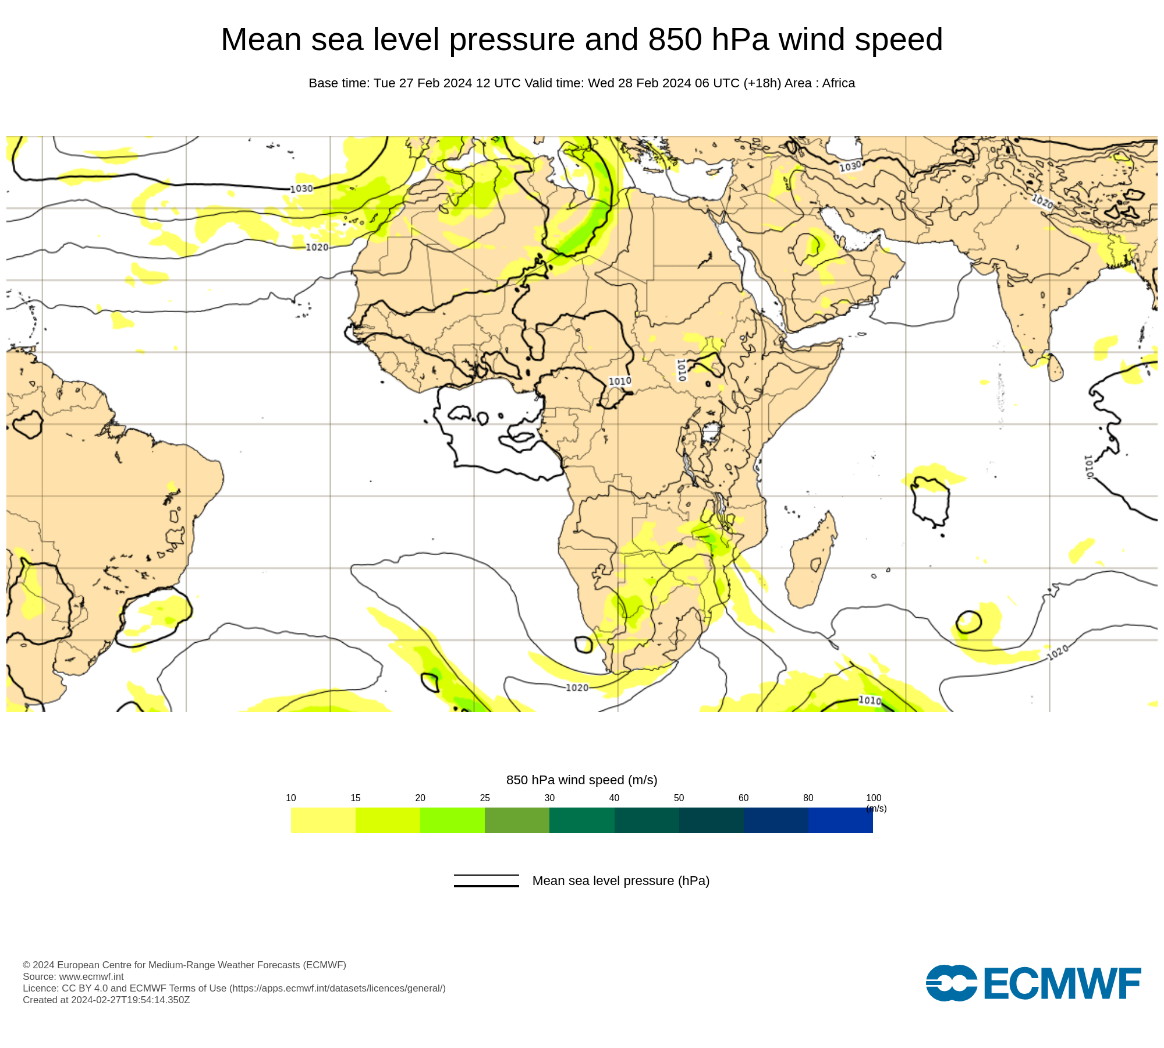 Mean sea level pressure and 850 hPa wind speed
Base time: Tue 27 Feb 2024 12 UTC Valid time: Wed 28 Feb 2024 06 UTC (+18h) Area : Africa
1030
1030
1020
1020
1010
1010
1010
1020
1020
1010
850 hPa wind speed (m/s)
10 15 20 25 30 40 50 60 80 100
(m/s)
Mean sea level pressure (hPa)
© 2024 European Centre for Medium-Range Weather Forecasts (ECMWF)
Source: www.ecmwf.int
Licence: CC BY 4.0 and ECMWF Terms of Use (https://apps.ecmwf.int/datasets/licences/general/)
Created at 2024-02-27T19:54:14.350Z
ECMWF